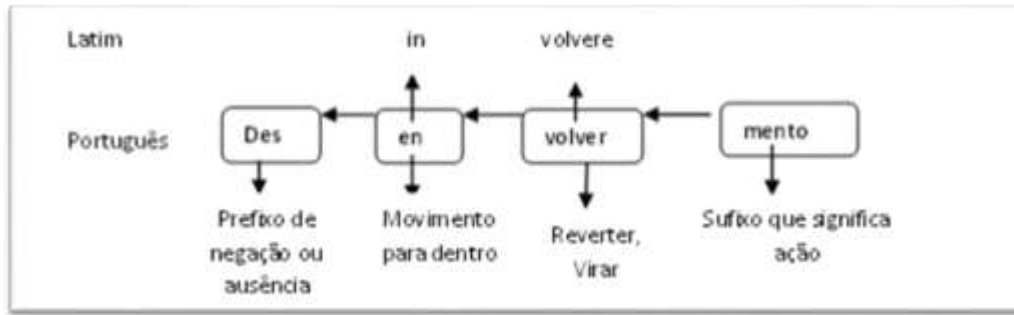 Latim in volvere
Português Des en volver mento
Prefixo de negação ou ausência
Movimento para dentro
Reverter, Virar
Sufixo que significa ação